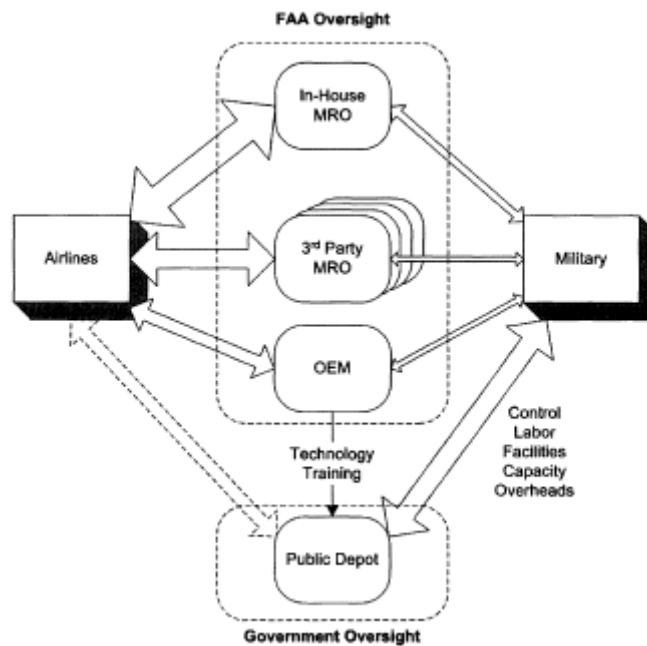 FAA Oversight
In-House
MRO
Airlines
3rd Party
MRO
Military
OEM
Control
Labor
Facilities
Capacity
Overheads
Technology
Training
Public Depot
Government Oversight